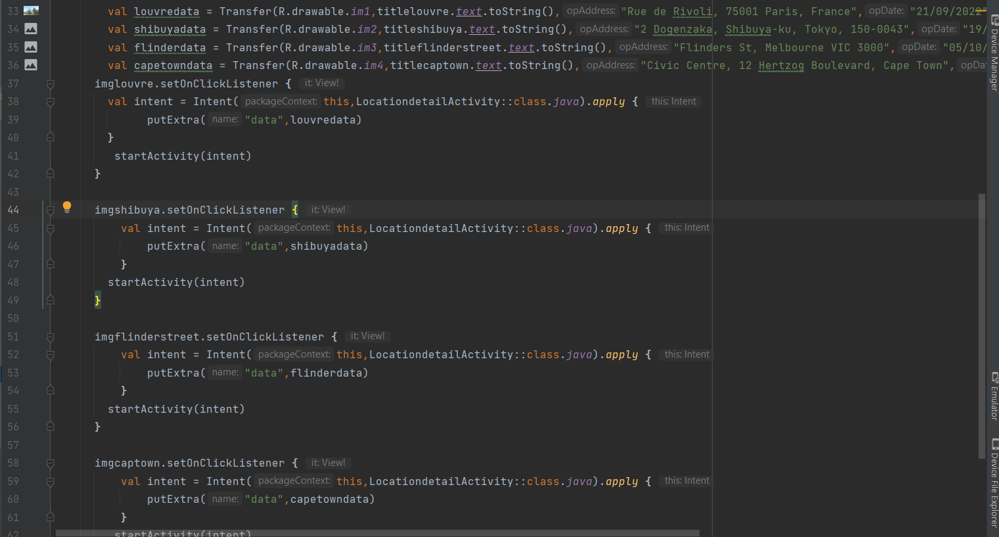 33 val louvredata = Transfer(R.drawable.im1,titlelouvre.text.toString(), opAddress: "Rue de Rivoli, 75001 Paris, France", opDate: "21/09/2022"
34 val shibuyadata = Transfer(R.drawable.im2,titleshibuya.text.toString(), opAddress: "2 Dogenzaka, Shibuya-ku, Tokyo, 150-0043", opDate: "19/
35 val flinderdata = Transfer(R.drawable.im3,titleflinderstreet.text.toString(), opAddress: "Flinders St, Melbourne VIC 3000", opDate: "05/10/
36 val capetowndata = Transfer(R.drawable.im4,titlecaptown.text.toString(), opAddress: "Civic Centre, 12 Hertzog Boulevard, Cape Town", opDat
37 imglouvre.setOnClickListener { it: View!
38 val intent = Intent( packageContext: this,LocationdetailActivity::class.java).apply { this: Intent
39 putExtra( name: "data",louvredata)
40 }
41 startActivity(intent)
42 }
43
44 imgshibuya.setOnClickListener { it: View!
45 val intent = Intent( packageContext: this,LocationdetailActivity::class.java).apply { this: Intent
46 putExtra( name: "data",shibuyadata)
47 }
48 startActivity(intent)
49 }
50
51 imgflinderstreet.setOnClickListener { it: View!
52 val intent = Intent( packageContext: this,LocationdetailActivity::class.java).apply { this: Intent
53 putExtra( name: "data",flinderdata)
54 }
55 startActivity(intent)
56 }
57
58 imgcaptown.setOnClickListener { it: View!
59 val intent = Intent( packageContext: this,LocationdetailActivity::class.java).apply { this: Intent
60 putExtra( name: "data",capetowndata)
61 }
62 startActivity(intent)
Device Manager
Emulator
Device File Explorer